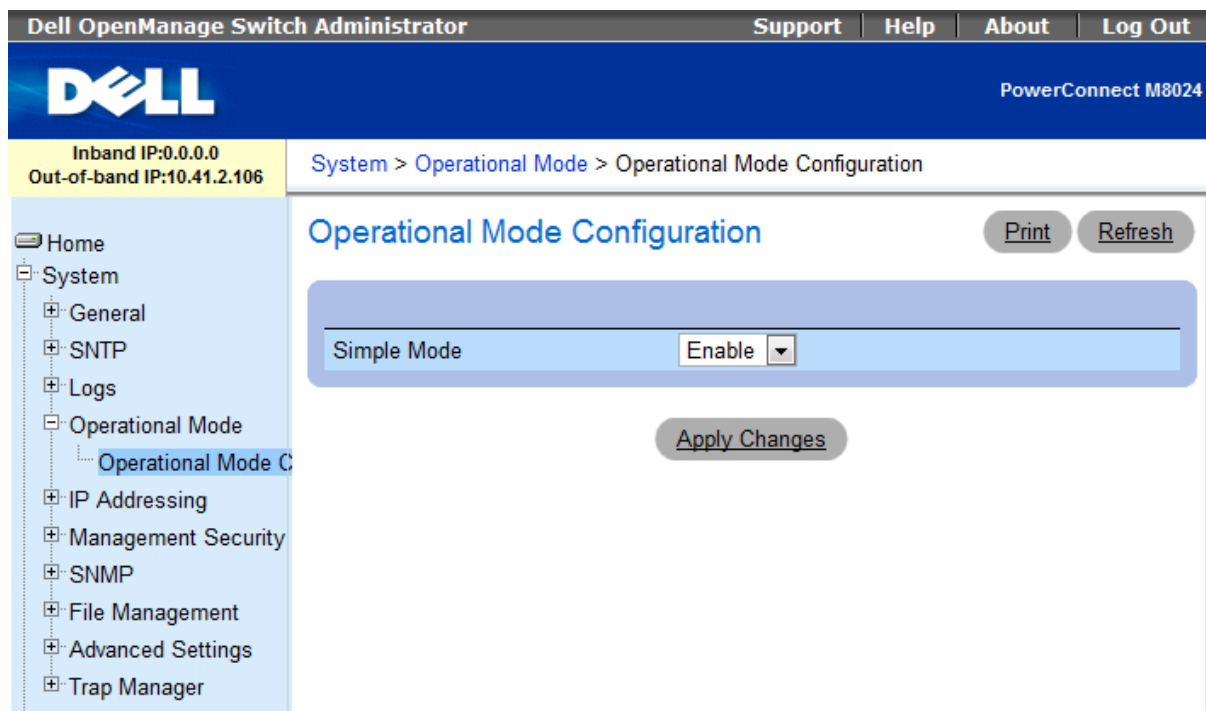 Dell OpenManage Switch Administrator Support Help About Log Out
DELL
PowerConnect M8024
Inband IP:0.0.0.0
Out-of-band IP:10.41.2.106
System > Operational Mode > Operational Mode Configuration
Home
System
General
SNTP
Logs
Operational Mode
Operational Mode C
IP Addressing
Management Security
SNMP
File Management
Advanced Settings
Trap Manager
Operational Mode Configuration
Print Refresh
Simple Mode Enable
Apply Changes